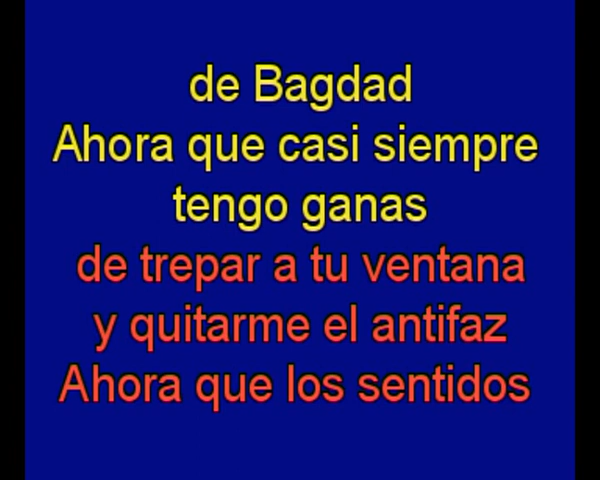 de Bagdad
Ahora que casi siempre
tengo ganas
de trepar a tu ventana
y quitarme el antifaz
Ahora que los sentidos